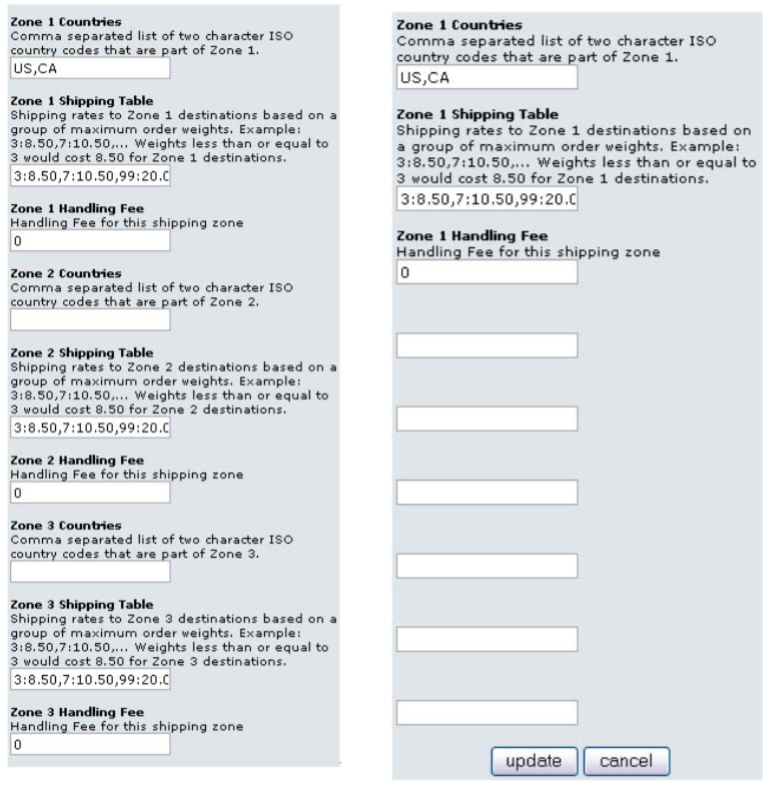 Zone 1 Countries
Comma separated list of two character ISO
country codes that are part of Zone 1.
US,CA
Zone 1 Shipping Table
Shipping rates to Zone 1 destinations based on a
group of maximum order weights. Example:
3:8.50,7:10.50,... Weights less than or equal to
3 would cost 8.50 for Zone 1 destinations.
3:8.50,7:10.50,99:20.0
Zone 1 Handling Fee
Handling Fee for this shipping zone
0
Zone 2 Countries
Comma separated list of two character ISO
country codes that are part of Zone 2.
Zone 2 Shipping Table
Shipping rates to Zone 2 destinations based on a
group of maximum order weights. Example:
3:8.50,7:10.50,... Weights less than or equal to
3 would cost 8.50 for Zone 2 destinations.
3:8.50,7:10.50,99:20.0
Zone 2 Handling Fee
Handling Fee for this shipping zone
0
Zone 3 Countries
Comma separated list of two character ISO
country codes that are part of Zone 3.
Zone 3 Shipping Table
Shipping rates to Zone 3 destinations based on a
group of maximum order weights. Example:
3:8.50,7:10.50,... Weights less than or equal to
3 would cost 8.50 for Zone 3 destinations.
3:8.50,7:10.50,99:20.0
Zone 3 Handling Fee
Handling Fee for this shipping zone
0
Zone 1 Countries
Comma separated list of two character ISO
country codes that are part of Zone 1.
US,CA
Zone 1 Shipping Table
Shipping rates to Zone 1 destinations based on
a group of maximum order weights. Example:
3:8.50,7:10.50,... Weights less than or equal to
3 would cost 8.50 for Zone 1 destinations.
3:8.50,7:10.50,99:20.0
Zone 1 Handling Fee
Handling Fee for this shipping zone
0
update cancel